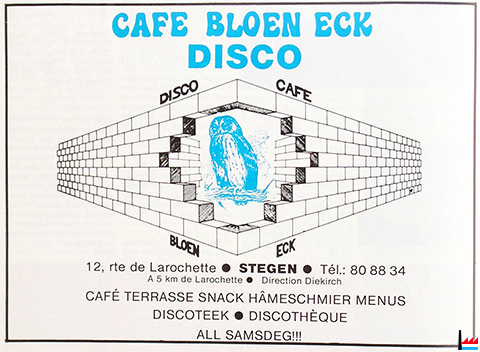 CAFE BLOEN ECK
DISCO
DISCO CAFE
BLOEN ECK
12, rte de Larochette ● STEGEN ● Tél.: 80 88 34
A 5 km de Larochette ● Direction Diekirch
CAFÉ TERRASSE SNACK HÂMESCHMIER MENUS
DISCOTEEK ● DISCOTHÈQUE
ALL SAMSDEG!!!